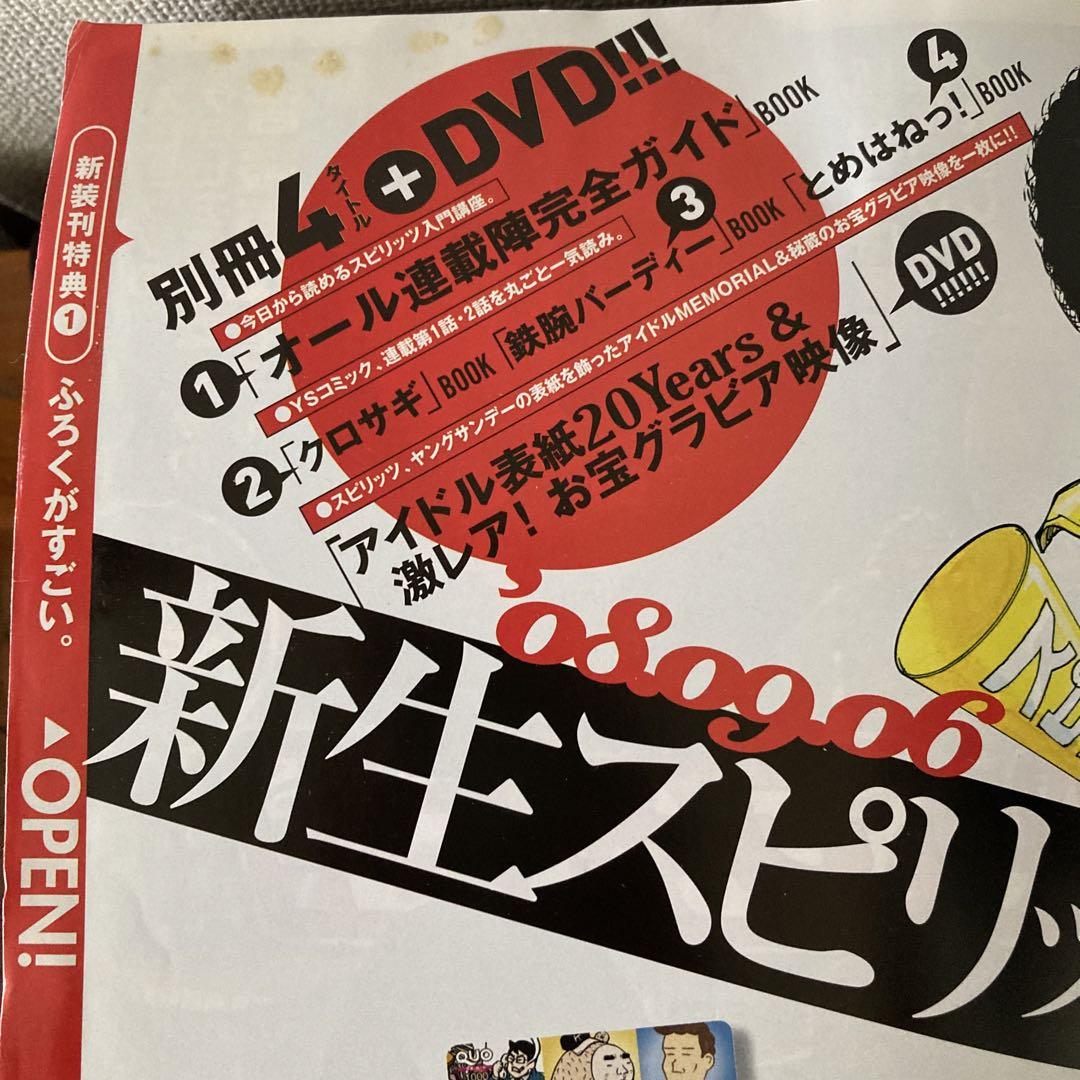 新装刊特典1 ふろくがすごい。 ▶OPEN!
別冊4タイトル+DVD!!!
●今日から読めるスピリッツ入門講座。
1「オール連載陣完全ガイド」BOOK
●YSコミック、連載第1話・2話を丸ごと一気読み。
2「クロサギ」BOOK 3「鉄腕バーディー」BOOK 4「とめはねっ!」BOOK
●スピリッツ、ヤングサンデーの表紙を飾ったアイドルMEMORIAL&秘蔵のお宝グラビア映像を一枚に!!
「アイドル表紙20Years &
激レア! お宝グラビア映像」
DVD!!!!!!
'08.09.06
新生スピリッ
QUO
1000